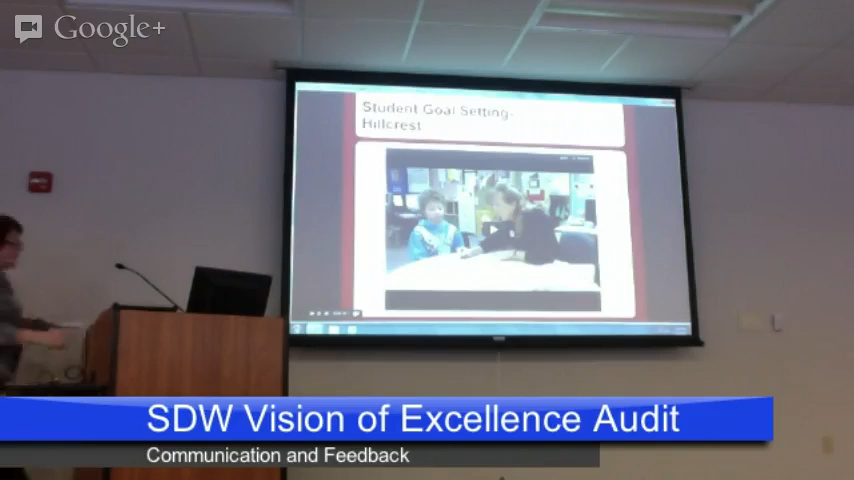 Google+
Student Goal Setting-
Hillcrest
SDW Vision of Excellence Audit
Communication and Feedback